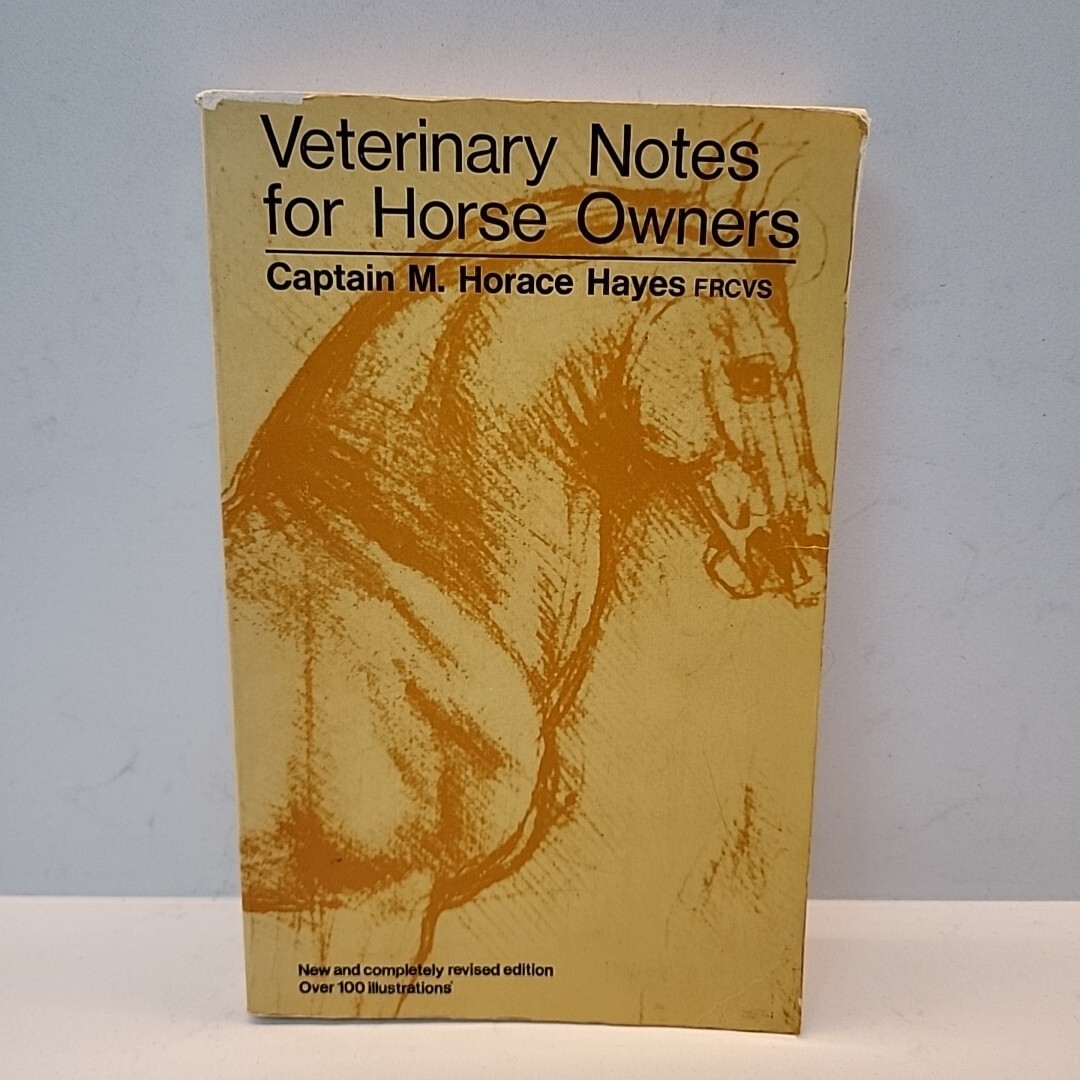 Veterinary Notes
for Horse Owners
Captain M. Horace Hayes FRCVS
New and completely revised edition
Over 100 illustrations